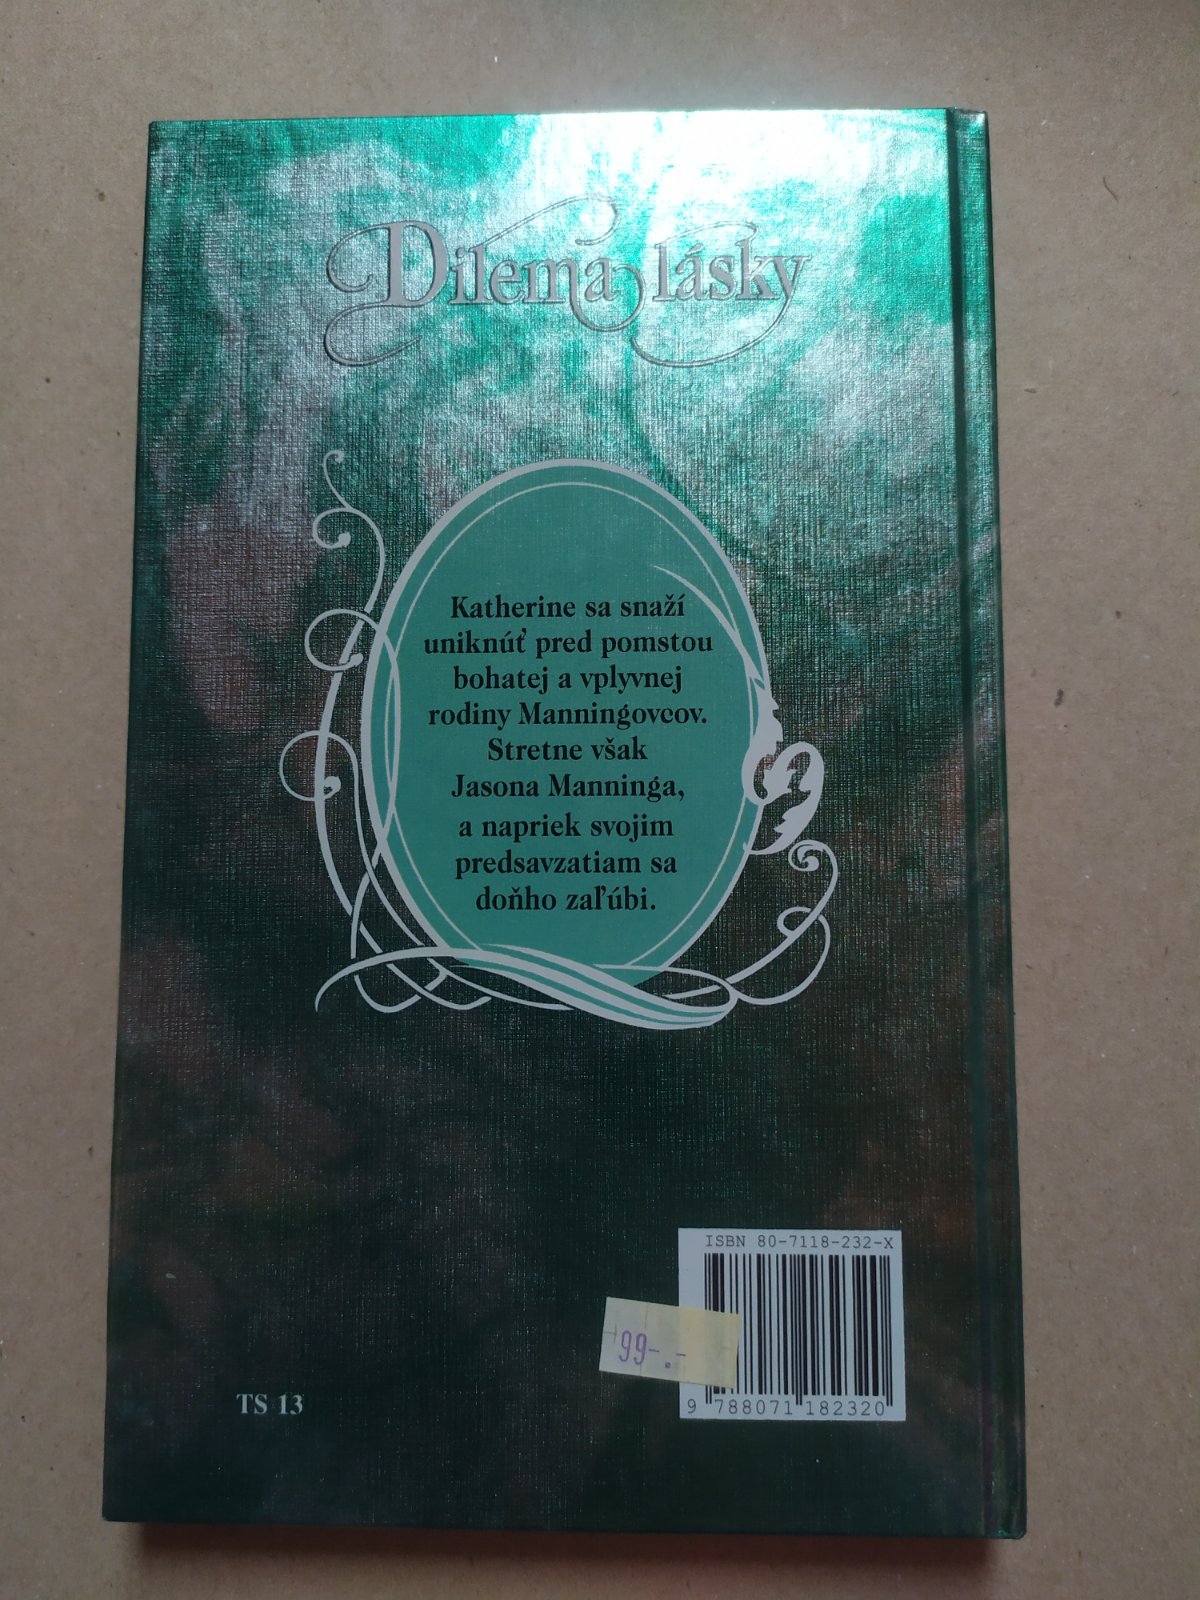 Dilema lásky
Katherine sa snaží
uniknúť pred pomstou
bohatej a vplyvnej
rodiny Manningovcov.
Stretne však
Jasona Manninga,
a napriek svojim
predsavzatiam sa
doňho zaľúbi.
ISBN 80-7118-232-X
99-.-
9 788071 182320
TS 13